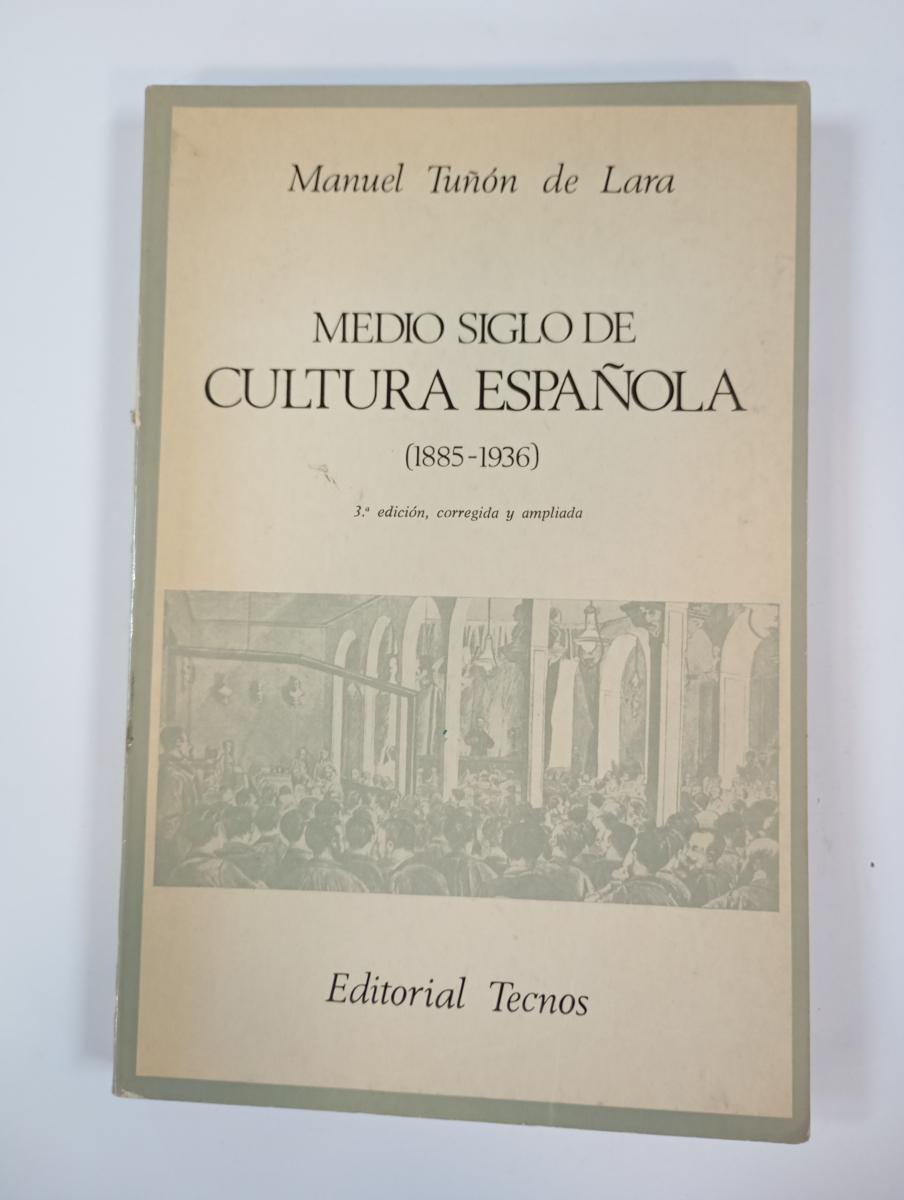 Manuel Tuñón de Lara
MEDIO SIGLO DE
CULTURA ESPAÑOLA
(1885-1936)
3.ª edición, corregida y ampliada
Editorial Tecnos